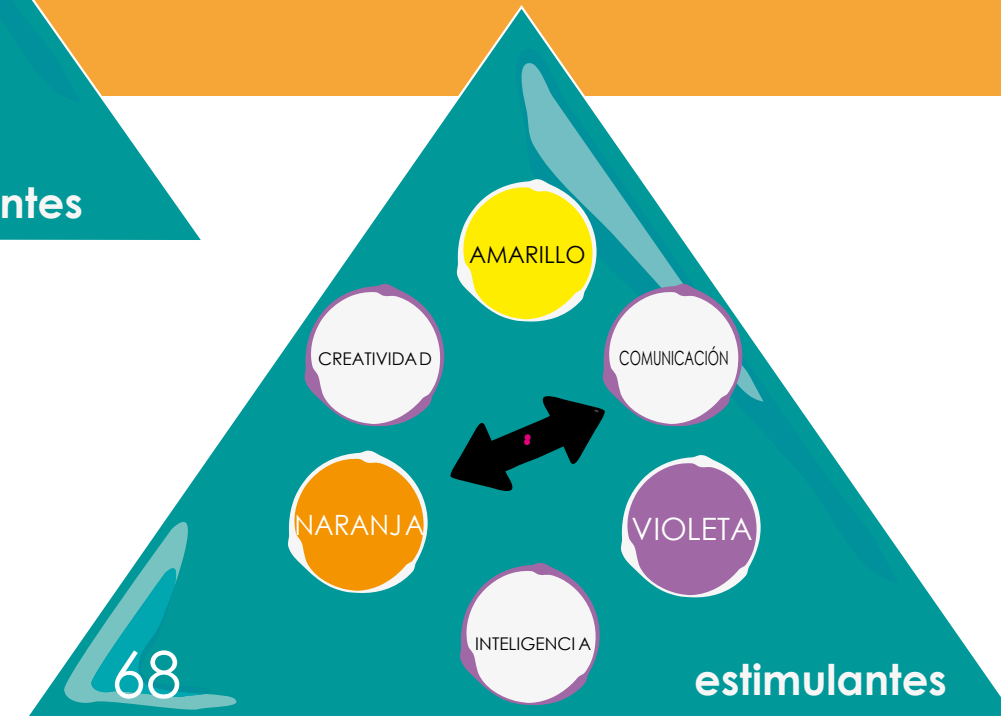 ntes
AMARILLO
CREATIVIDAD
COMUNICACIÓN
NARANJA
VIOLETA
INTELIGENCIA
68
estimulantes